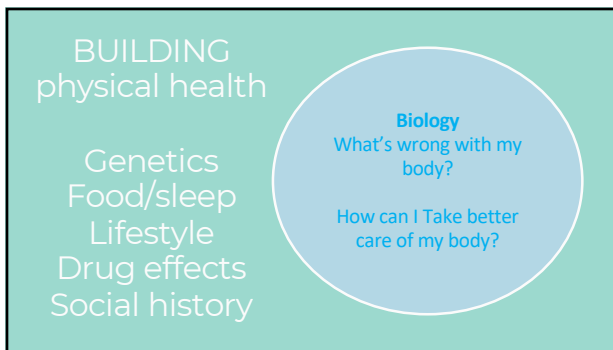 BUILDING
physical health
Genetics
Food/sleep
Lifestyle
Drug effects
Social history
Biology
What’s wrong with my
body?
How can I Take better
care of my body?